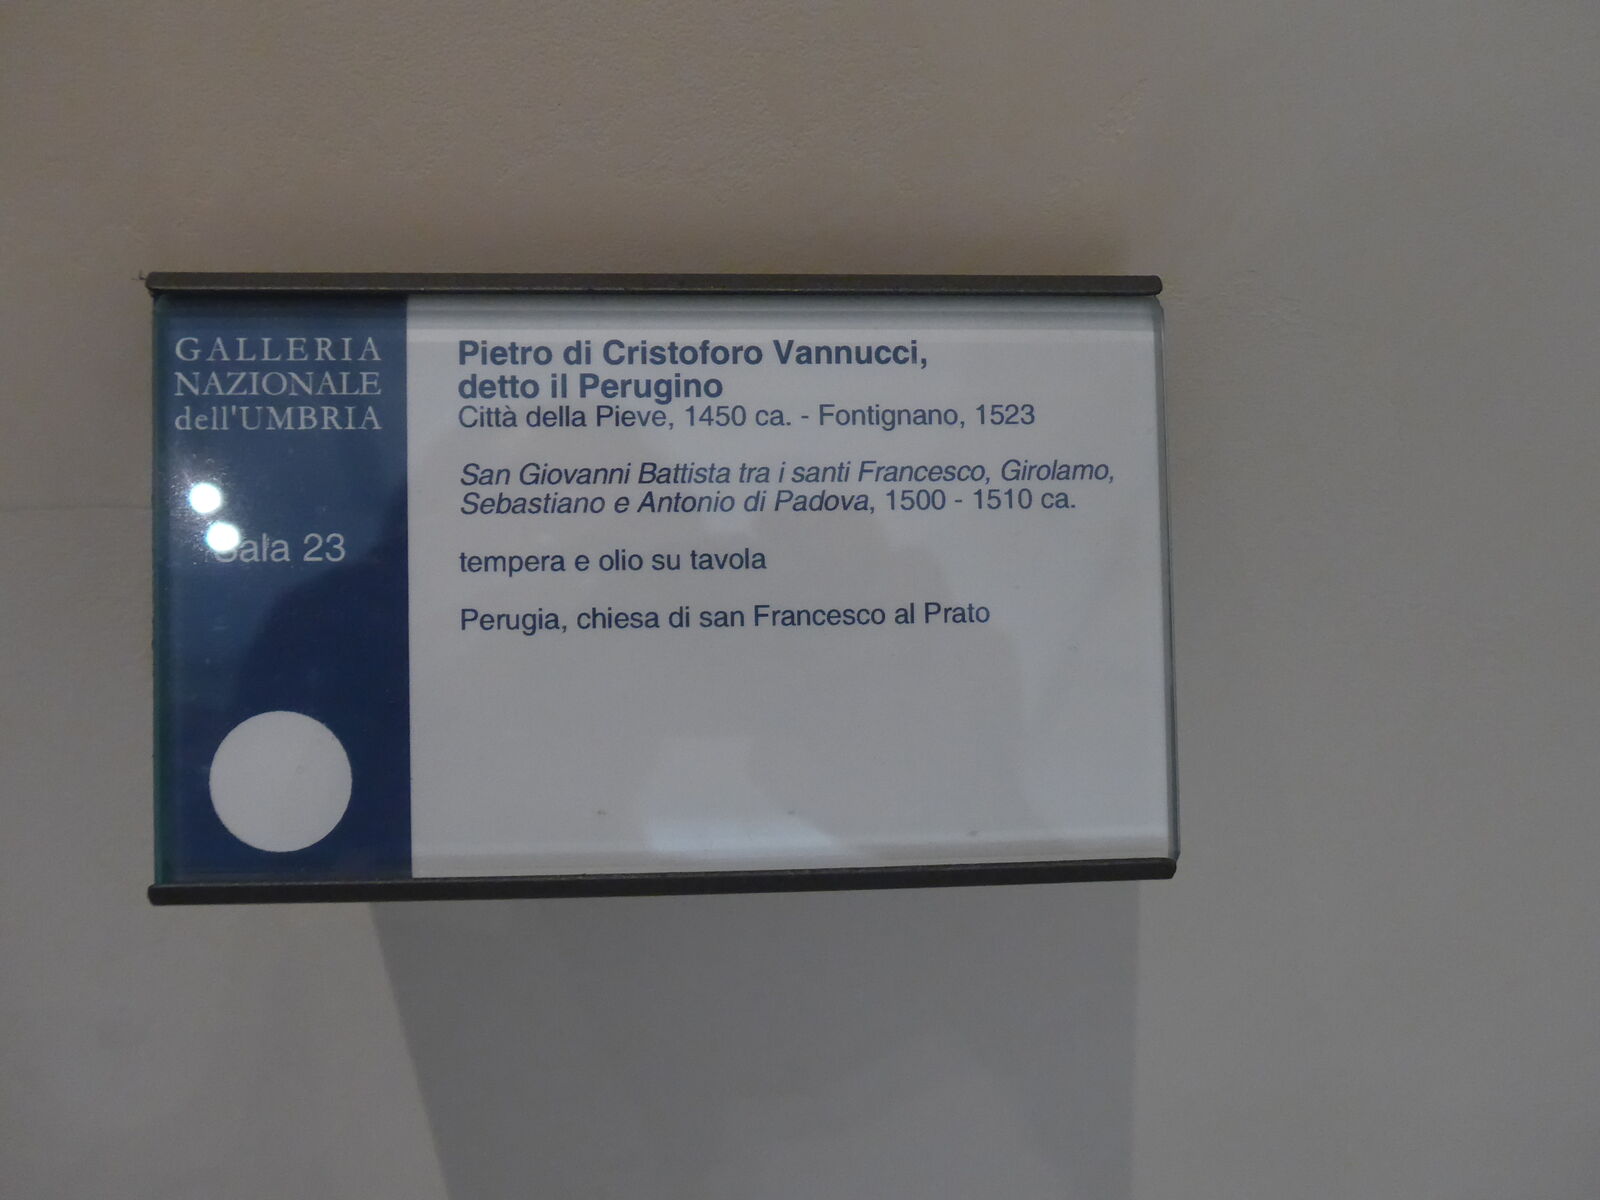 GALLERIA
NAZIONALE
dell'UMBRIA
Sala 23
Pietro di Cristoforo Vannucci,
detto il Perugino
Città della Pieve, 1450 ca. - Fontignano, 1523
San Giovanni Battista tra i santi Francesco, Girolamo,
Sebastiano e Antonio di Padova, 1500 - 1510 ca.
tempera e olio su tavola
Perugia, chiesa di san Francesco al Prato